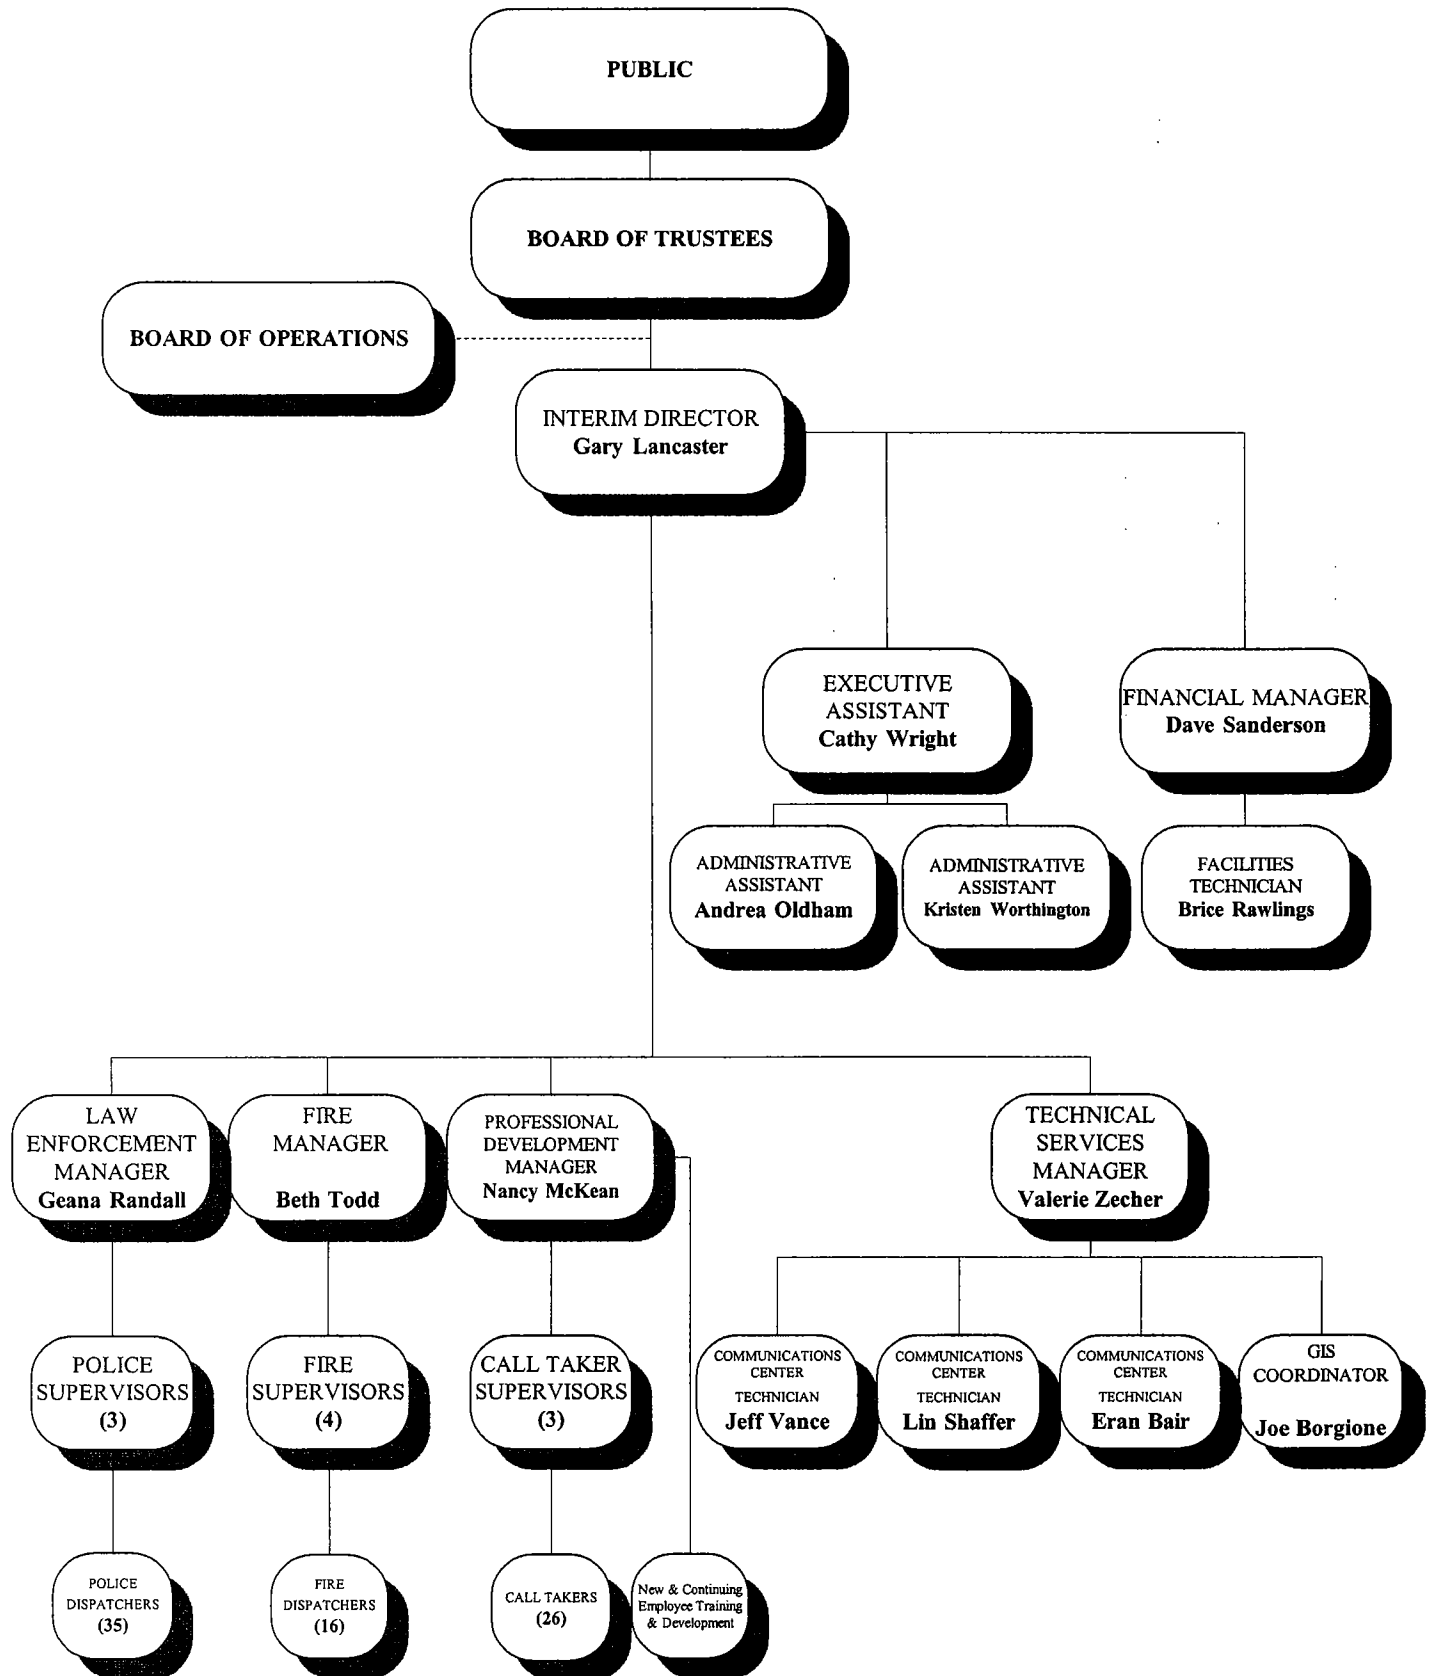 PUBLIC
BOARD OF TRUSTEES
BOARD OF OPERATIONS
INTERIM DIRECTOR
Gary Lancaster
EXECUTIVE
ASSISTANT
Cathy Wright
FINANCIAL MANAGER
Dave Sanderson
ADMINISTRATIVE
ASSISTANT
Andrea Oldham
ADMINISTRATIVE
ASSISTANT
Kristen Worthington
FACILITIES
TECHNICIAN
Brice Rawlings
LAW
ENFORCEMENT
MANAGER
Geana Randall
FIRE
MANAGER
Beth Todd
PROFESSIONAL
DEVELOPMENT
MANAGER
Nancy McKean
TECHNICAL
SERVICES
MANAGER
Valerie Zecher
POLICE
SUPERVISORS
(3)
FIRE
SUPERVISORS
(4)
CALL TAKER
SUPERVISORS
(3)
COMMUNICATIONS
CENTER
TECHNICIAN
Jeff Vance
COMMUNICATIONS
CENTER
TECHNICIAN
Lin Shaffer
COMMUNICATIONS
CENTER
TECHNICIAN
Eran Bair
GIS
COORDINATOR
Joe Borgione
POLICE
DISPATCHERS
(35)
FIRE
DISPATCHERS
(16)
CALL TAKERS
(26)
New & Continuing
Employee Training
& Development